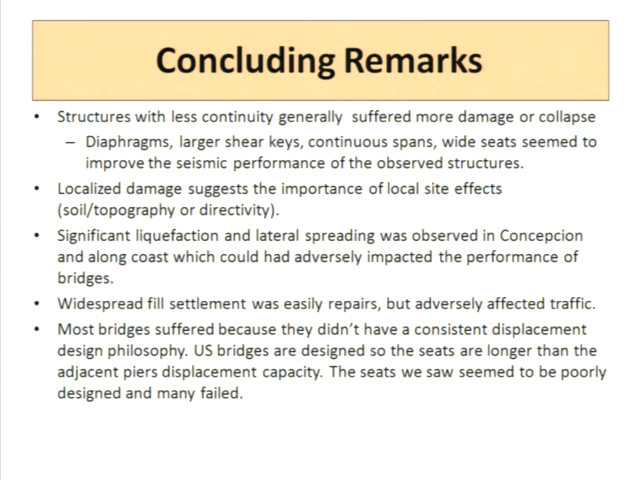 Concluding Remarks
• Structures with less continuity generally suffered more damage or collapse
– Diaphragms, larger shear keys, continuous spans, wide seats seemed to
improve the seismic performance of the observed structures.
• Localized damage suggests the importance of local site effects
(soil/topography or directivity).
• Significant liquefaction and lateral spreading was observed in Concepcion
and along coast which could had adversely impacted the performance of
bridges.
• Widespread fill settlement was easily repairs, but adversely affected traffic.
• Most bridges suffered because they didn't have a consistent displacement
design philosophy. US bridges are designed so the seats are longer than the
adjacent piers displacement capacity. The seats we saw seemed to be poorly
designed and many failed.